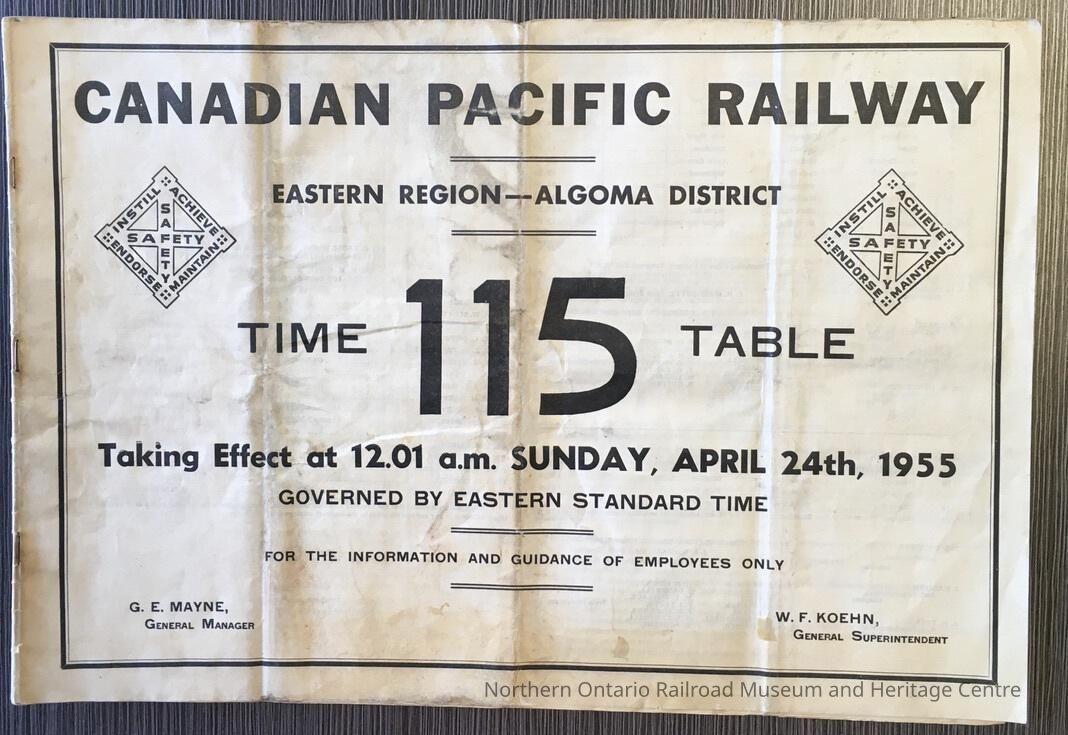 CANADIAN PACIFIC RAILWAY
EASTERN REGION—ALGOMA DISTRICT
INSTILL
ACHIEVE
SAFETY
SAFETY
ENDORSE
MAINTAIN
INSTILL
ACHIEVE
SAFETY
SAFETY
ENDORSE
MAINTAIN
TIME 115 TABLE
Taking Effect at 12.01 a.m. SUNDAY, APRIL 24th, 1955
GOVERNED BY EASTERN STANDARD TIME
FOR THE INFORMATION AND GUIDANCE OF EMPLOYEES ONLY
G. E. MAYNE,
GENERAL MANAGER
W. F. KOEHN,
GENERAL SUPERINTENDENT
Northern Ontario Railroad Museum and Heritage Centre